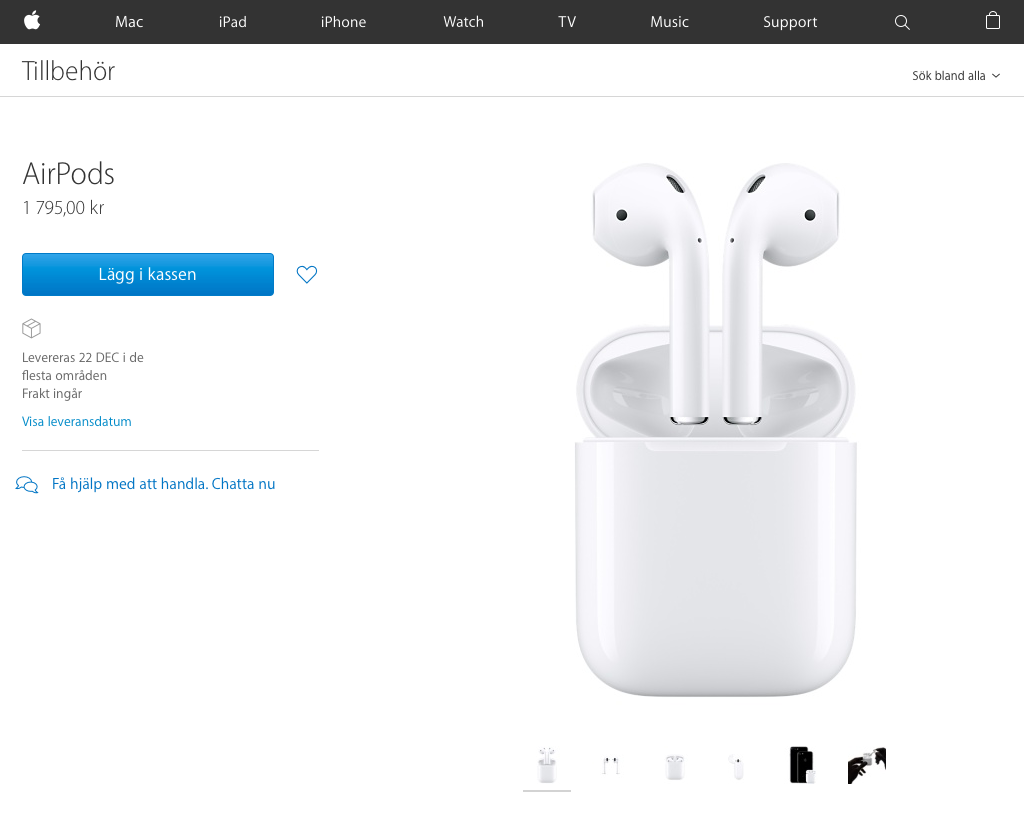 Mac iPad iPhone Watch TV Music Support
Tillbehör
Sök bland alla
AirPods
1 795,00 kr
Lägg i kassen
Levereras 22 DEC i de
flesta områden
Frakt ingår
Visa leveransdatum
Få hjälp med att handla. Chatta nu